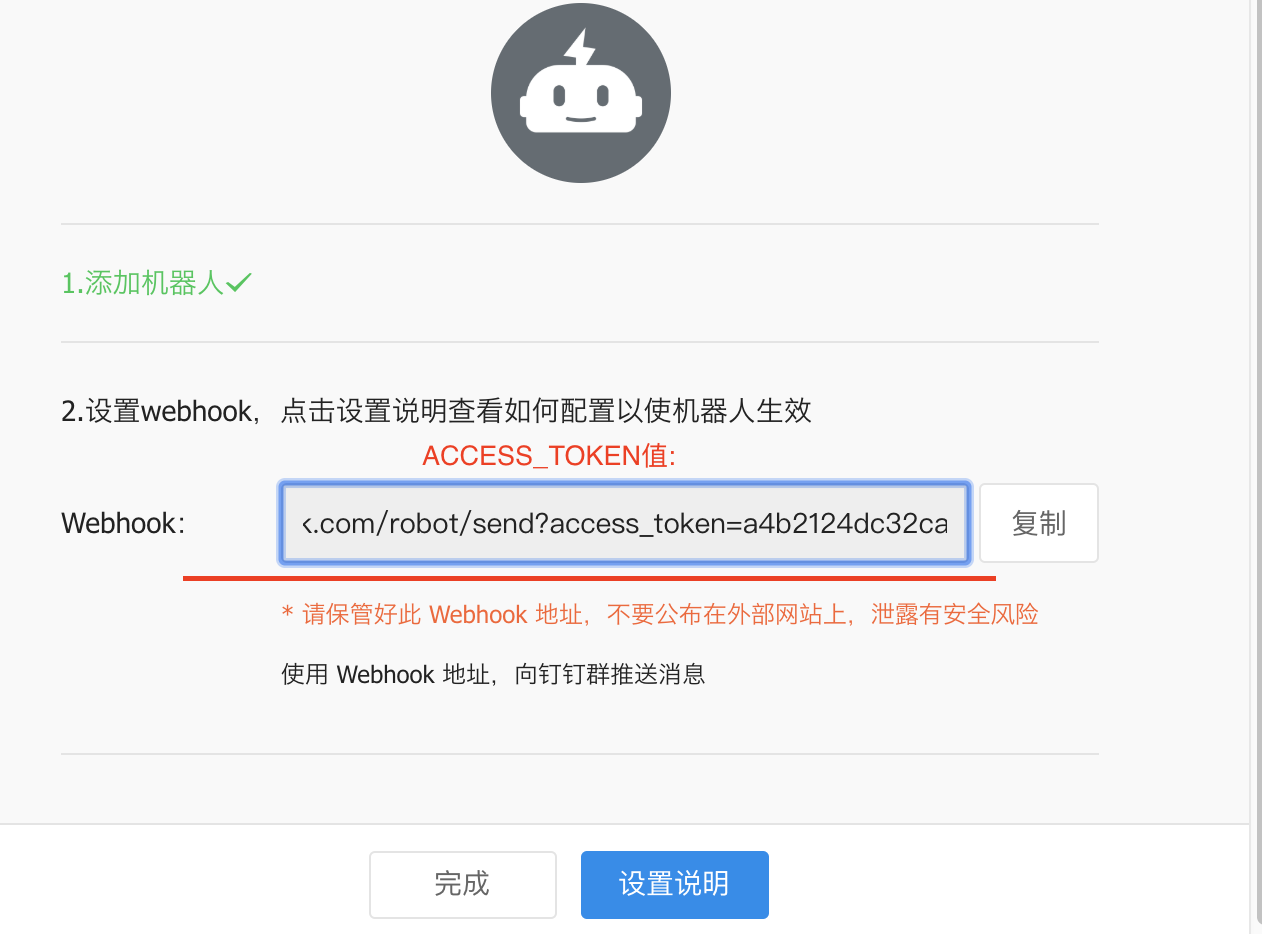 1.添加机器人
2.设置webhook，点击设置说明查看如何配置以使机器人生效
ACCESS_TOKEN值:
Webhook：
.com/robot/send?access_token=a4b2124dc32ca
复制
* 请保管好此 Webhook 地址，不要公布在外部网站上，泄露有安全风险
使用 Webhook 地址，向钉钉群推送消息
完成
设置说明